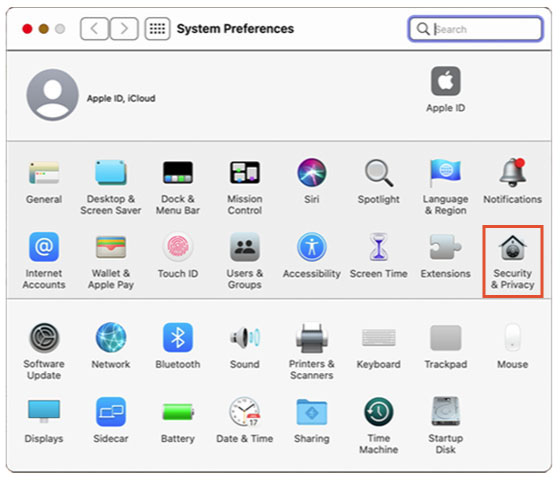 System Preferences
Search
Apple ID, iCloud
Apple ID
General
Desktop &
Screen Saver
Dock &
Menu Bar
Mission
Control
Siri
Spotlight
Language
& Region
Notifications
Internet
Accounts
Wallet &
Apple Pay
Touch ID
Users &
Groups
Accessibility
Screen Time
Extensions
Security
& Privacy
Software
Update
Network
Bluetooth
Sound
Printers &
Scanners
Keyboard
Trackpad
Mouse
Displays
Sidecar
Battery
17
Date & Time
Sharing
Time
Machine
Startup
Disk